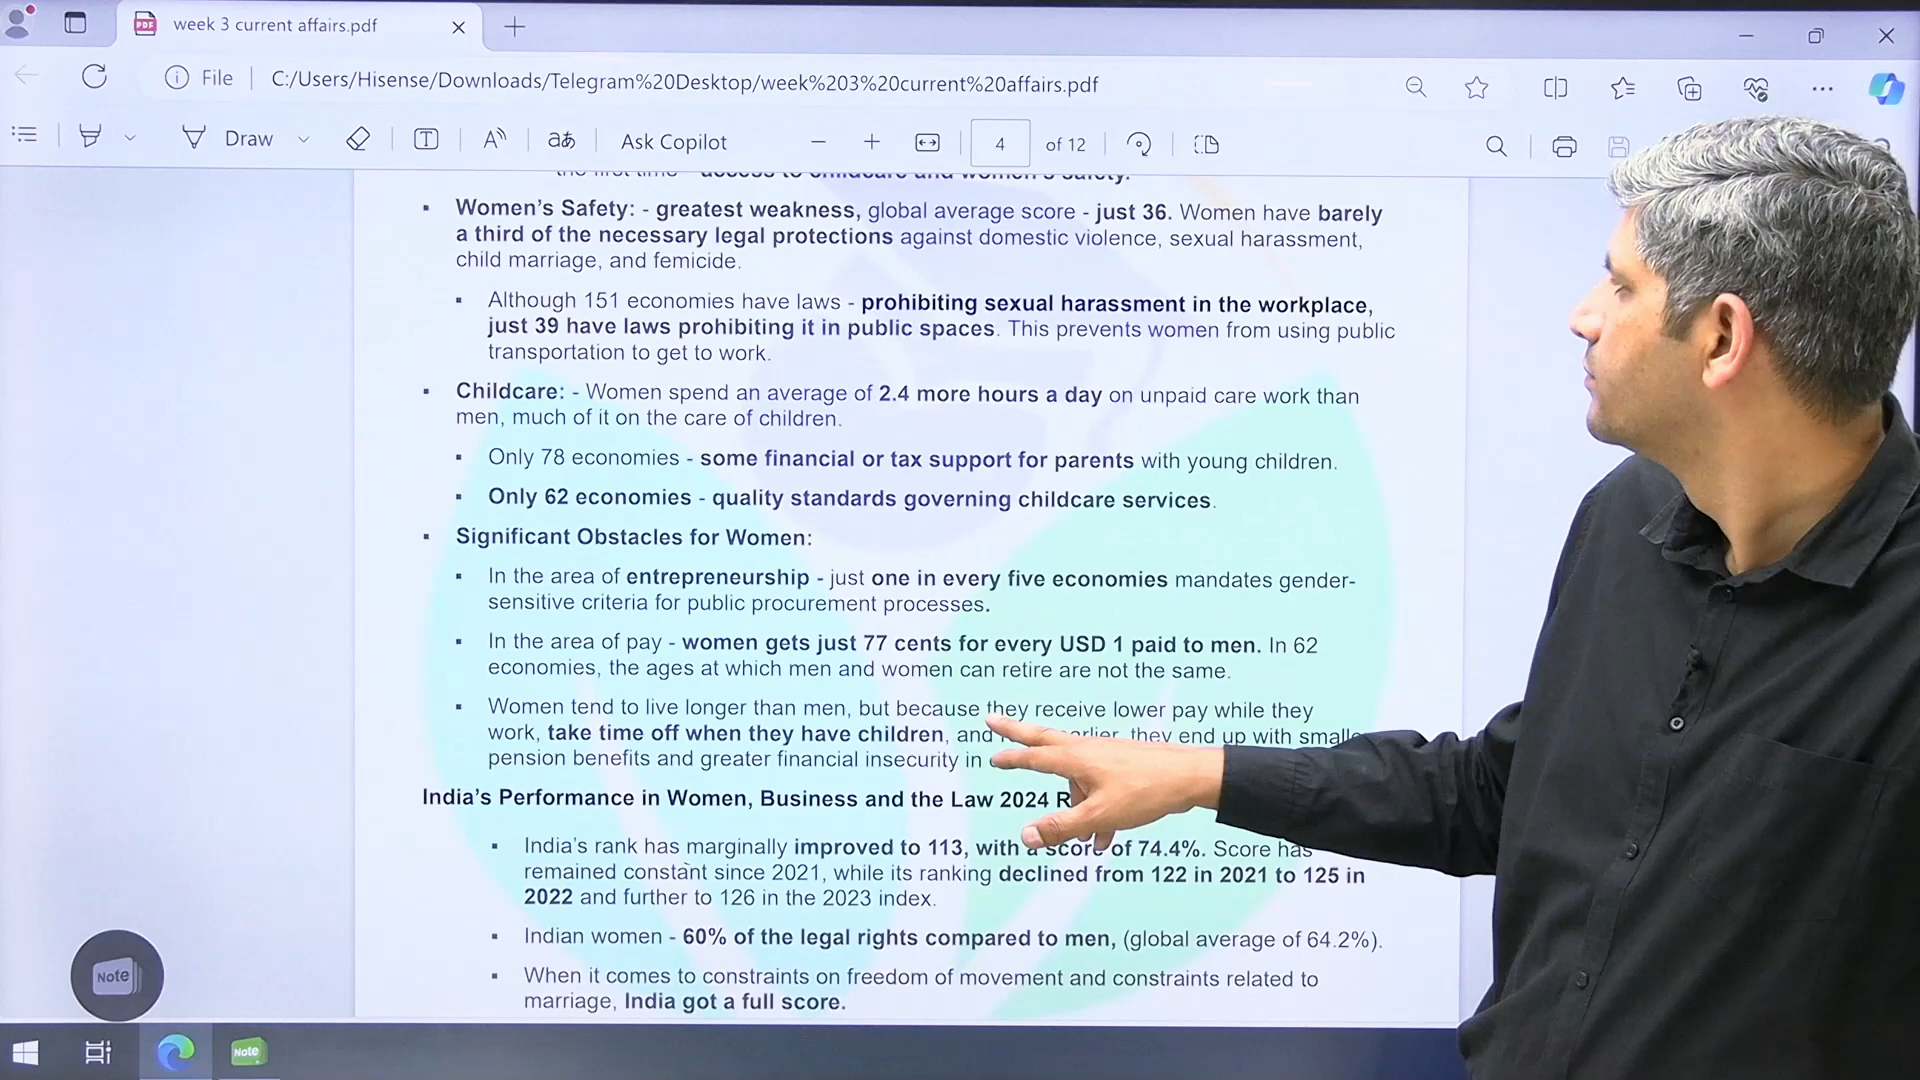 week 3 current affairs.pdf
File
C:/Users/Hisense/Downloads/Telegram%20Desktop/week%203%20current%20affairs.pdf
Draw
Ask Copilot
4 of 12
access to childcare and women's safety.
Women's Safety: - greatest weakness, global average score - just 36. Women have barely
a third of the necessary legal protections against domestic violence, sexual harassment,
child marriage, and femicide.
Although 151 economies have laws - prohibiting sexual harassment in the workplace,
just 39 have laws prohibiting it in public spaces. This prevents women from using public
transportation to get to work.
Childcare: - Women spend an average of 2.4 more hours a day on unpaid care work than
men, much of it on the care of children.
Only 78 economies - some financial or tax support for parents with young children.
Only 62 economies - quality standards governing childcare services.
Significant Obstacles for Women:
In the area of entrepreneurship - just one in every five economies mandates gender-
sensitive criteria for public procurement processes.
In the area of pay - women gets just 77 cents for every USD 1 paid to men. In 62
economies, the ages at which men and women can retire are not the same.
Women tend to live longer than men, but because they receive lower pay while they
work, take time off when they have children, and they end up with
pension benefits and greater financial insecurity in
India's Performance in Women, Business and the Law 2024
India's rank has marginally improved to 113, with a score of 74.4%. Score has
remained constant since 2021, while its ranking declined from 122 in 2021 to 125 in
2022 and further to 126 in the 2023 index.
Indian women - 60% of the legal rights compared to men, (global average of 64.2%).
When it comes to constraints on freedom of movement and constraints related to
marriage, India got a full score.
Note
Note